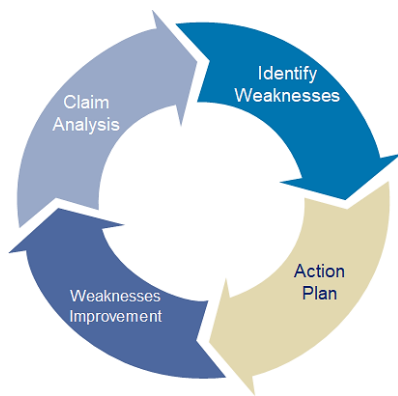 Claim
Analysis
Identify
Weaknesses
Action
Plan
Weaknesses
Improvement